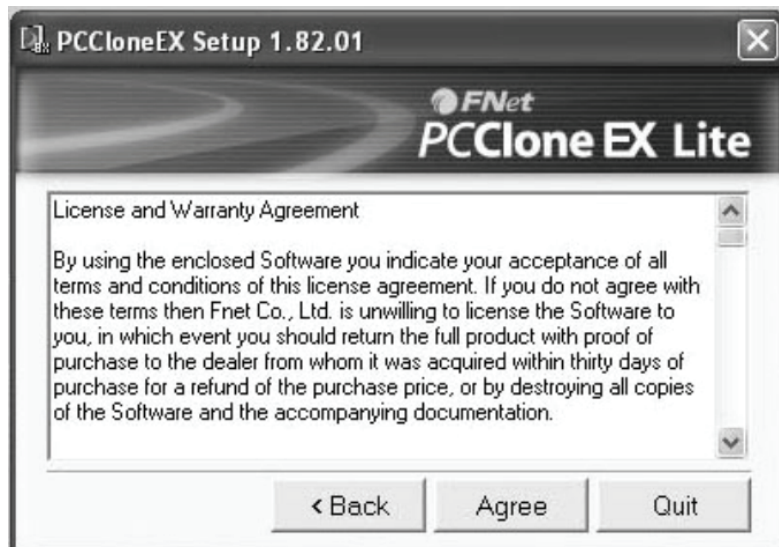 PCCloneEX Setup 1.82.01
FNet
PCClone EX Lite
License and Warranty Agreement
By using the enclosed Software you indicate your acceptance of all
terms and conditions of this license agreement. If you do not agree with
these terms then Fnet Co., Ltd. is unwilling to license the Software to
you, in which event you should return the full product with proof of
purchase to the dealer from whom it was acquired within thirty days of
purchase for a refund of the purchase price, or by destroying all copies
of the Software and the accompanying documentation.
< Back Agree Quit